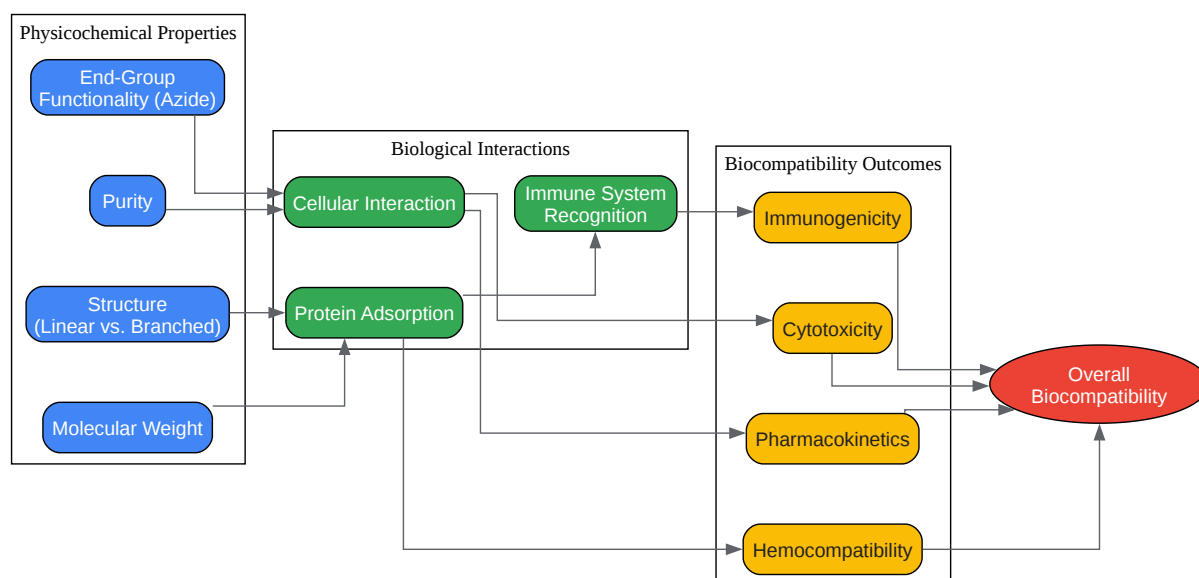 Physicochemical Properties
End-Group
Functionality (Azide)
Purity
Structure
(Linear vs. Branched)
Molecular Weight
Biological Interactions
Cellular Interaction
Immune System
Recognition
Protein Adsorption
Biocompatibility Outcomes
Immunogenicity
Cytotoxicity
Pharmacokinetics
Hemocompatibility
Overall
Biocompatibility